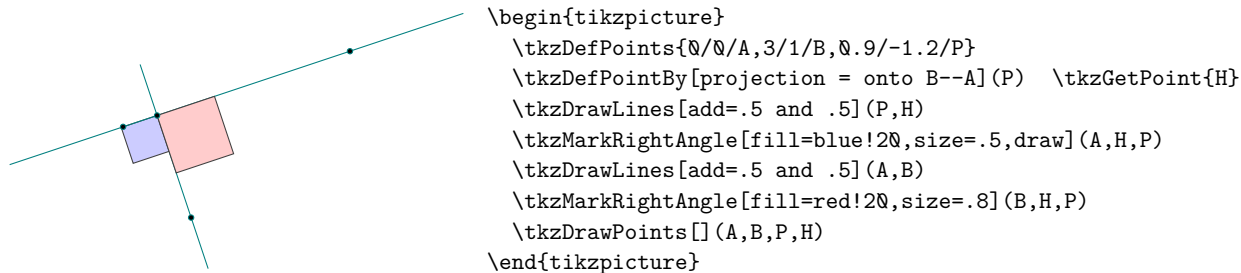 \begin{tikzpicture}
  \tkzDefPoints{0/0/A,3/1/B,0.9/-1.2/P}
  \tkzDefPointBy[projection = onto B--A](P)  \tkzGetPoint{H}
  \tkzDrawLines[add=.5 and .5](P,H)
  \tkzMarkRightAngle[fill=blue!20,size=.5,draw](A,H,P)
  \tkzDrawLines[add=.5 and .5](A,B)
  \tkzMarkRightAngle[fill=red!20,size=.8](B,H,P)
  \tkzDrawPoints[](A,B,P,H)
\end{tikzpicture}